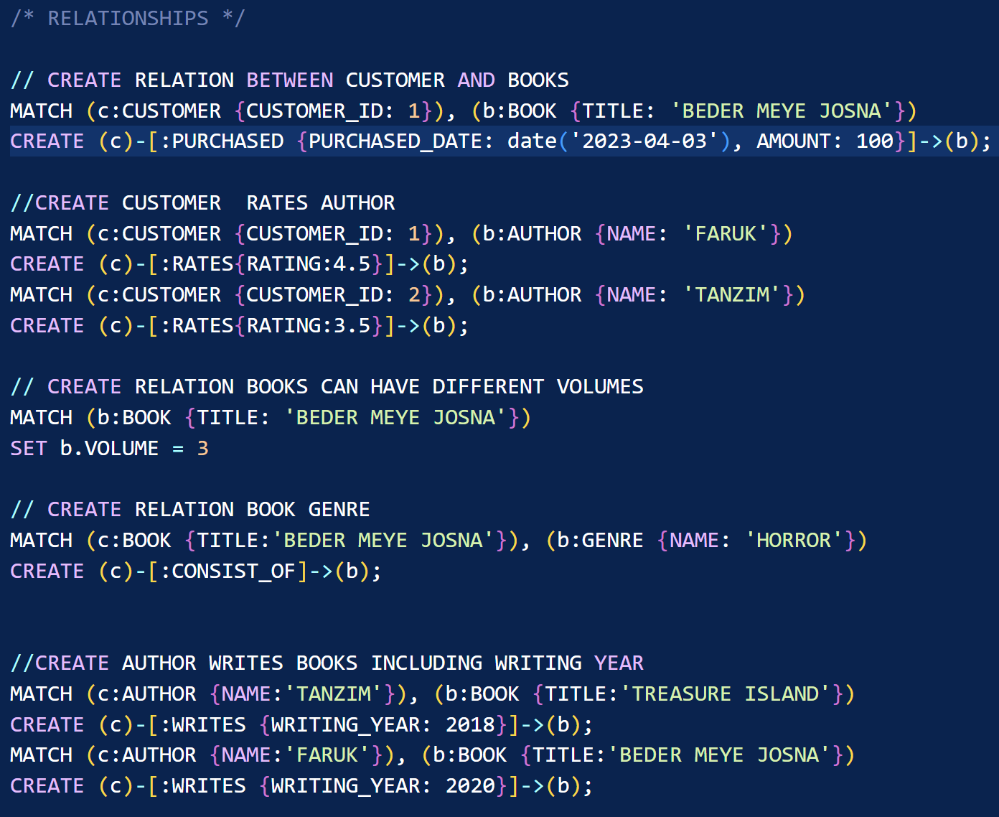 /* RELATIONSHIPS */
// CREATE RELATION BETWEEN CUSTOMER AND BOOKS
MATCH (c:CUSTOMER {CUSTOMER_ID: 1}), (b:BOOK {TITLE: 'BEDER MEYE JOSNA'})
CREATE (c)-[:PURCHASED {PURCHASED_DATE: date('2023-04-03'), AMOUNT: 100}]->(b);
//CREATE CUSTOMER  RATES AUTHOR
MATCH (c:CUSTOMER {CUSTOMER_ID: 1}), (b:AUTHOR {NAME: 'FARUK'})
CREATE (c)-[:RATES{RATING:4.5}]->(b);
MATCH (c:CUSTOMER {CUSTOMER_ID: 2}), (b:AUTHOR {NAME: 'TANZIM'})
CREATE (c)-[:RATES{RATING:3.5}]->(b);
// CREATE RELATION BOOKS CAN HAVE DIFFERENT VOLUMES
MATCH (b:BOOK {TITLE: 'BEDER MEYE JOSNA'})
SET b.VOLUME = 3
// CREATE RELATION BOOK GENRE
MATCH (c:BOOK {TITLE:'BEDER MEYE JOSNA'}), (b:GENRE {NAME: 'HORROR'})
CREATE (c)-[:CONSIST_OF]->(b);
//CREATE AUTHOR WRITES BOOKS INCLUDING WRITING YEAR
MATCH (c:AUTHOR {NAME:'TANZIM'}), (b:BOOK {TITLE:'TREASURE ISLAND'})
CREATE (c)-[:WRITES {WRITING_YEAR: 2018}]->(b);
MATCH (c:AUTHOR {NAME:'FARUK'}), (b:BOOK {TITLE:'BEDER MEYE JOSNA'})
CREATE (c)-[:WRITES {WRITING_YEAR: 2020}]->(b);